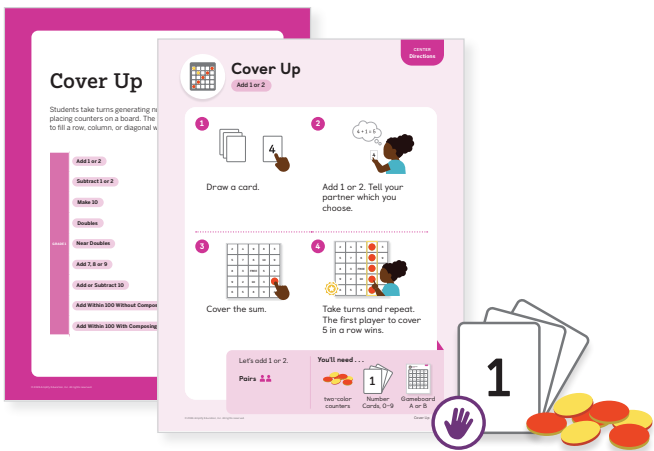 Cover Up
Students take turns generating
placing counters on a board. The
to fill a row, column, or diagonal
Add 1 or 2
Subtract 1 or 2
Make 10
Doubles
Near Doubles
Add 7, 8 or 9
Add or Subtract 10
Add Within 100 Without
Add Within 100 With Composing
CENTER
Directions
Cover Up
Add 1 or 2
1
4
Draw a card.
2
4 + 1 = 5
4
Add 1 or 2. Tell your
partner which you
choose.
3
Cover the sum.
4
Take turns and repeat.
The first player to cover
5 in a row wins.
Let's add 1 or 2.
Pairs
You'll need . . .
two-color
counters
1
Number
Cards, 0–9
Gameboard
A or B
Cover Up
1